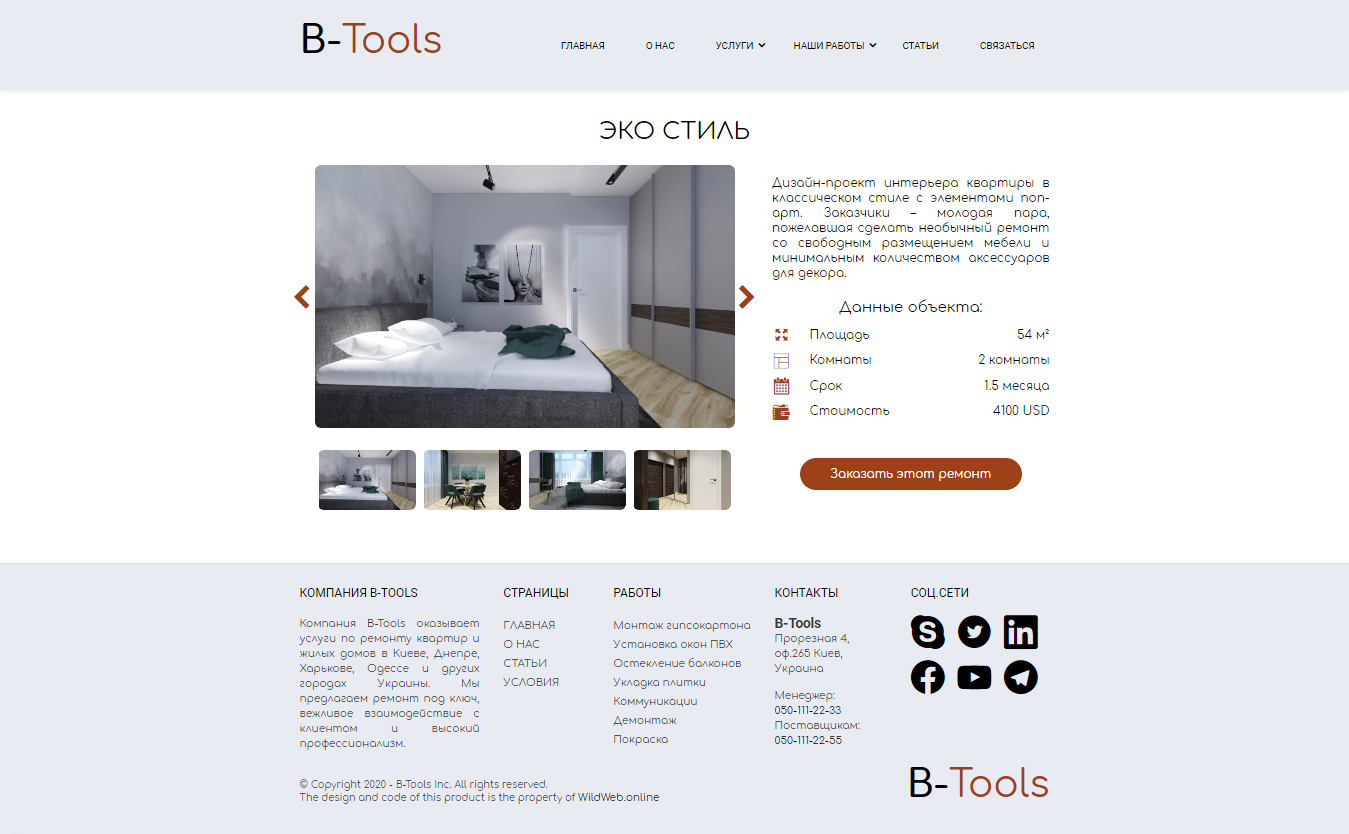 B-Tools
ГЛАВНАЯ О НАС УСЛУГИ НАШИ РАБОТЫ СТАТЬИ СВЯЗАТЬСЯ
ЭКО СТИЛЬ
Дизайн-проект интерьера квартиры в
классическом стиле с элементами поп-
арт. Заказчики – молодая пара,
пожелавшая сделать необычный ремонт
со свободным размещением мебели и
минимальным количеством аксессуаров
для декора.
Данные объекта:
Площадь 54 м²
Комнаты 2 комнаты
Срок 1.5 месяца
Стоимость 4100 USD
Заказать этот ремонт
КОМПАНИЯ B-TOOLS
Компания B-Tools оказывает
услуги по ремонту квартир и
жилых домов в Киеве, Днепре,
Харькове, Одессе и других
городах Украины. Мы
предлагаем ремонт под ключ,
вежливое взаимодействие с
клиентом и высокий
профессионализм.
СТРАНИЦЫ
ГЛАВНАЯ
О НАС
СТАТЬИ
УСЛОВИЯ
РАБОТЫ
Монтаж гипсокартона
Установка окон ПВХ
Остекление балконов
Укладка плитки
Коммуникации
Демонтаж
Покраска
КОНТАКТЫ
B-Tools
Прорезная 4,
оф.265 Киев,
Украина
Менеджер:
050-111-22-33
Поставщикам:
050-111-22-55
СОЦ.СЕТИ
© Copyright 2020 - B-Tools Inc. All rights reserved.
The design and code of this product is the property of WildWeb.online
B-Tools